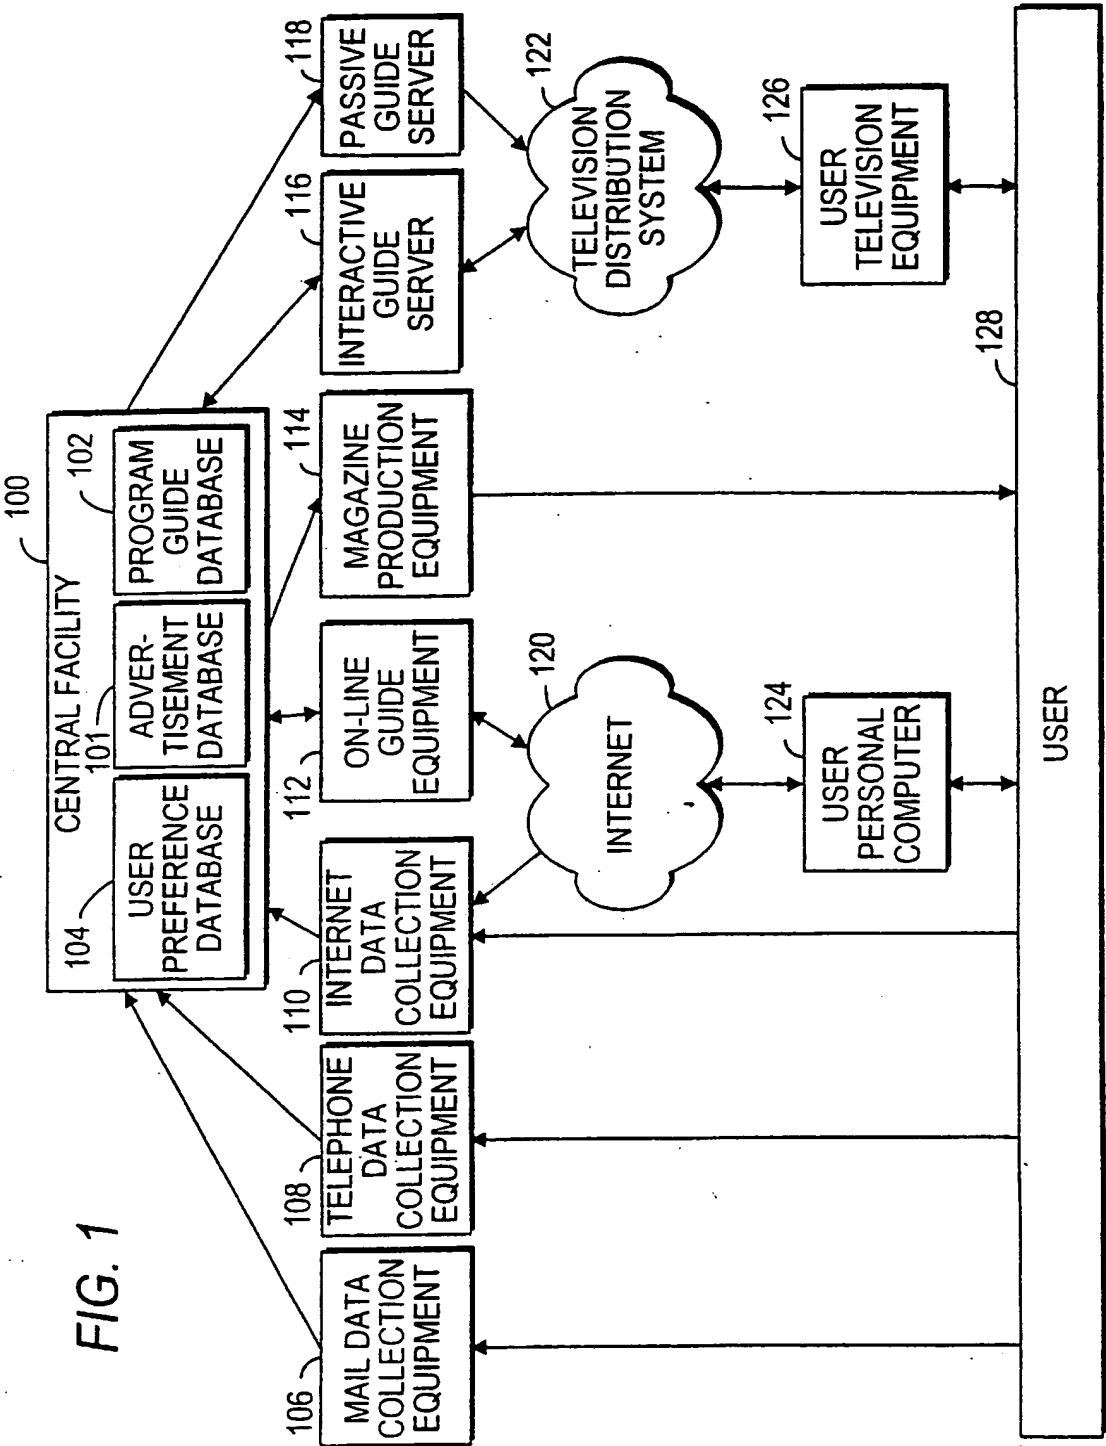 FIG. 1
100
CENTRAL FACILITY
104
USER
PREFERENCE
DATABASE
101
ADVER-
TISEMENT
DATABASE
102
PROGRAM
GUIDE
DATABASE
106
MAIL DATA
COLLECTION
EQUIPMENT
108
TELEPHONE
DATA
COLLECTION
EQUIPMENT
110
INTERNET
DATA
COLLECTION
EQUIPMENT
112
ON-LINE
GUIDE
EQUIPMENT
114
MAGAZINE
PRODUCTION
EQUIPMENT
116
INTERACTIVE
GUIDE
SERVER
118
PASSIVE
GUIDE
SERVER
120
INTERNET
122
TELEVISION
DISTRIBUTION
SYSTEM
124
USER
PERSONAL
COMPUTER
126
USER
TELEVISION
EQUIPMENT
128
USER